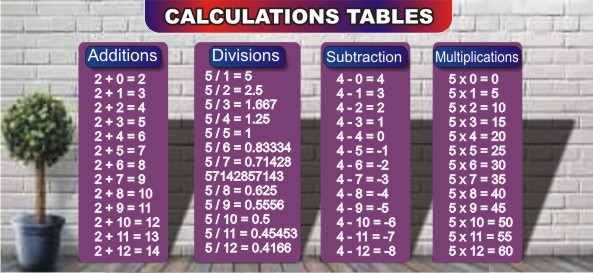 CALCULATIONS TABLES
Additions
2 + 0 = 2
2 + 1 = 3
2 + 2 = 4
2 + 3 = 5
2 + 4 = 6
2 + 5 = 7
2 + 6 = 8
2 + 7 = 9
2 + 8 = 10
2 + 9 = 11
2 + 10 = 12
2 + 11 = 13
2 + 12 = 14
Divisions
5 / 1 = 5
5 / 2 = 2.5
5 / 3 = 1.667
5 / 4 = 1.25
5 / 5 = 1
5 / 6 = 0.83334
5 / 7 = 0.71428
57142857143
5 / 8 = 0.625
5 / 9 = 0.5556
5 / 10 = 0.5
5 / 11 = 0.45453
5 / 12 = 0.4166
Subtraction
4 - 0 = 4
4 - 1 = 3
4 - 2 = 2
4 - 3 = 1
4 - 4 = 0
4 - 5 = -1
4 - 6 = -2
4 - 7 = -3
4 - 8 = -4
4 - 9 = -5
4 - 10 = -6
4 - 11 = -7
4 - 12 = -8
Multiplications
5 x 0 = 0
5 x 1 = 5
5 x 2 = 10
5 x 3 = 15
5 x 4 = 20
5 x 5 = 25
5 x 6 = 30
5 x 7 = 35
5 x 8 = 40
5 x 9 = 45
5 x 10 = 50
5 x 11 = 55
5 x 12 = 60